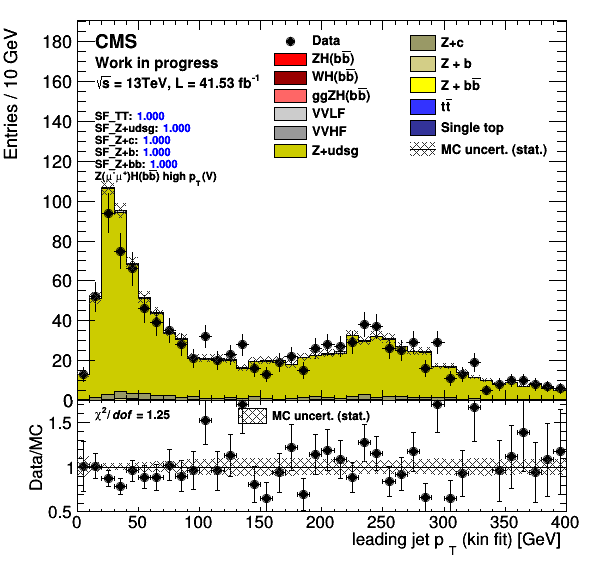 Entries / 10 GeV
180
160
140
120
100
80
60
40
20
0
CMS
Work in progress
√s = 13TeV, L = 41.53 fb⁻¹
SF_TT: 1.000
SF_Z+udsg: 1.000
SF_Z+c: 1.000
SF_Z+b: 1.000
SF_Z+bb: 1.000
Z(μ⁻μ⁺)H(bb̅) high p_T(V)
Data
ZH(bb̅)
WH(bb̅)
ggZH(bb̅)
VVLF
VVHF
Z+udsg
Z+c
Z + b
Z + bb̅
tt̅
Single top
MC uncert. (stat.)
Data/MC
1.5
1
0.5
χ²/dof = 1.25
MC uncert. (stat.)
0 50 100 150 200 250 300 350 400
leading jet p_T (kin fit) [GeV]